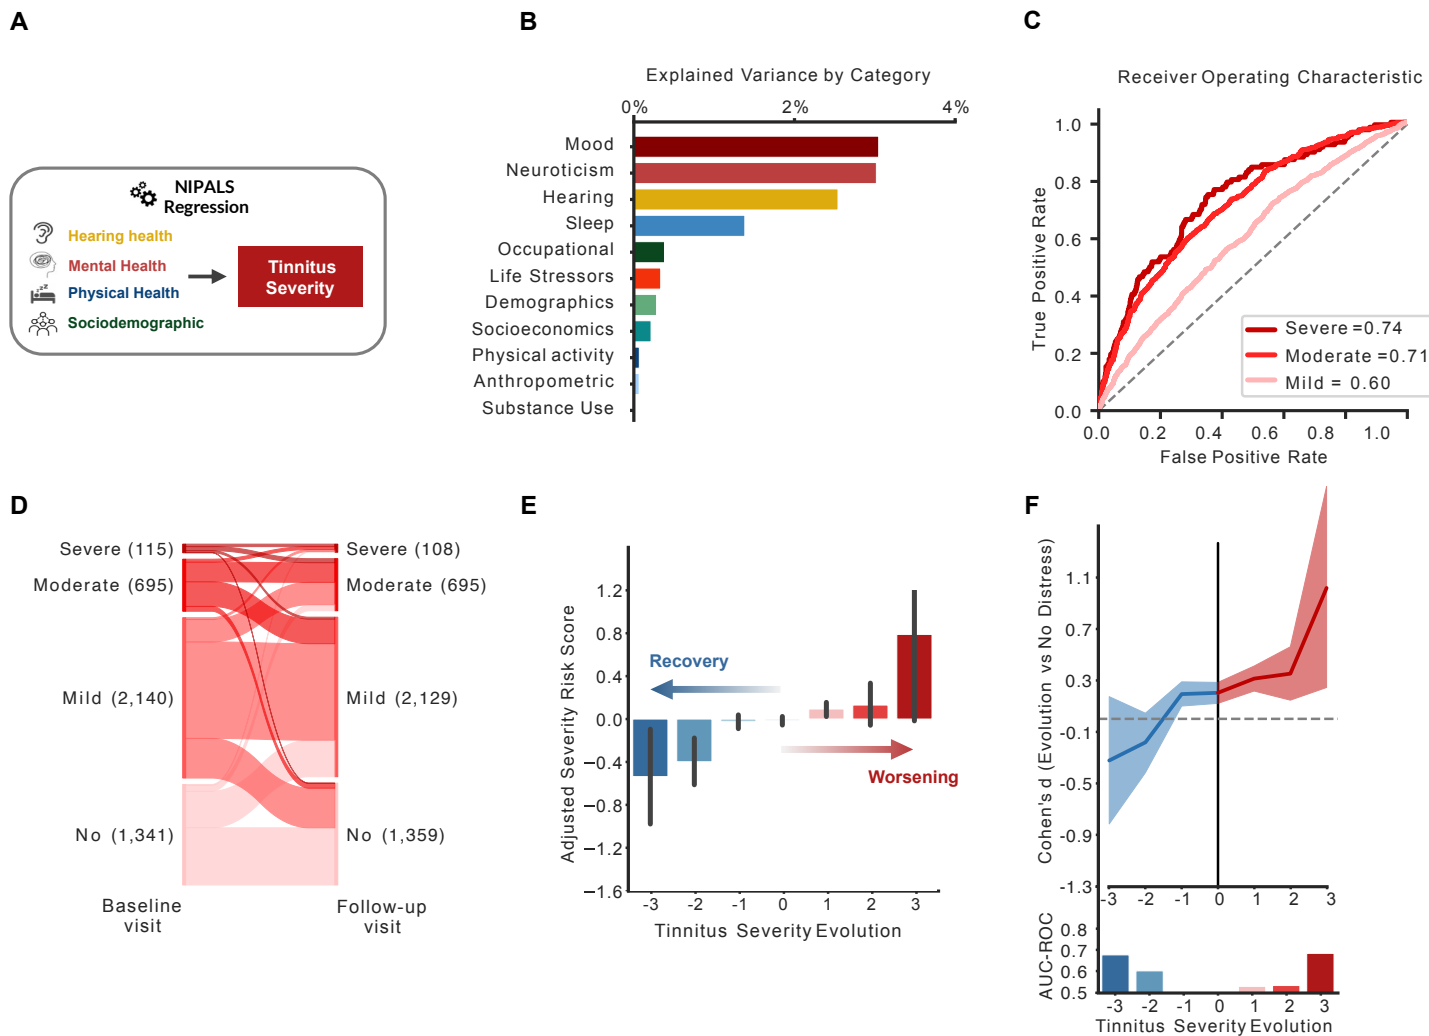 A
NIPALS
Regression
Hearing health
Mental Health
Physical Health
Sociodemographic
Tinnitus
Severity
B
Explained Variance by Category
0%
2%
4%
Mood
Neuroticism
Hearing
Sleep
Occupational
Life Stressors
Demographics
Socioeconomics
Physical activity
Anthropometric
Substance Use
C
Receiver Operating Characteristic
True Positive Rate
1.0
0.8
0.6
0.4
0.2
0.0
Severe =0.74
Moderate =0.71
Mild = 0.60
0.0 0.2 0.4 0.6 0.8 1.0
False Positive Rate
D
Severe (115)
Moderate (695)
Mild (2,140)
No (1,341)
Severe (108)
Moderate (695)
Mild (2,129)
No (1,359)
Baseline
visit
Follow-up
visit
E
Adjusted Severity Risk Score
1.2
0.8
0.4
0.0
−0.4
−0.8
−1.2
−1.6
Recovery
Worsening
-3 -2 -1 0 1 2 3
Tinnitus Severity Evolution
F
Cohen's d (Evolution vs No Distress)
1.1
0.7
0.3
-0.1
-0.5
-0.9
-1.3
-3 -2 -1 0 1 2 3
AUC-ROC
0.8
0.7
0.6
0.5
-3 -2 -1 0 1 2 3
Tinnitus Severity Evolution